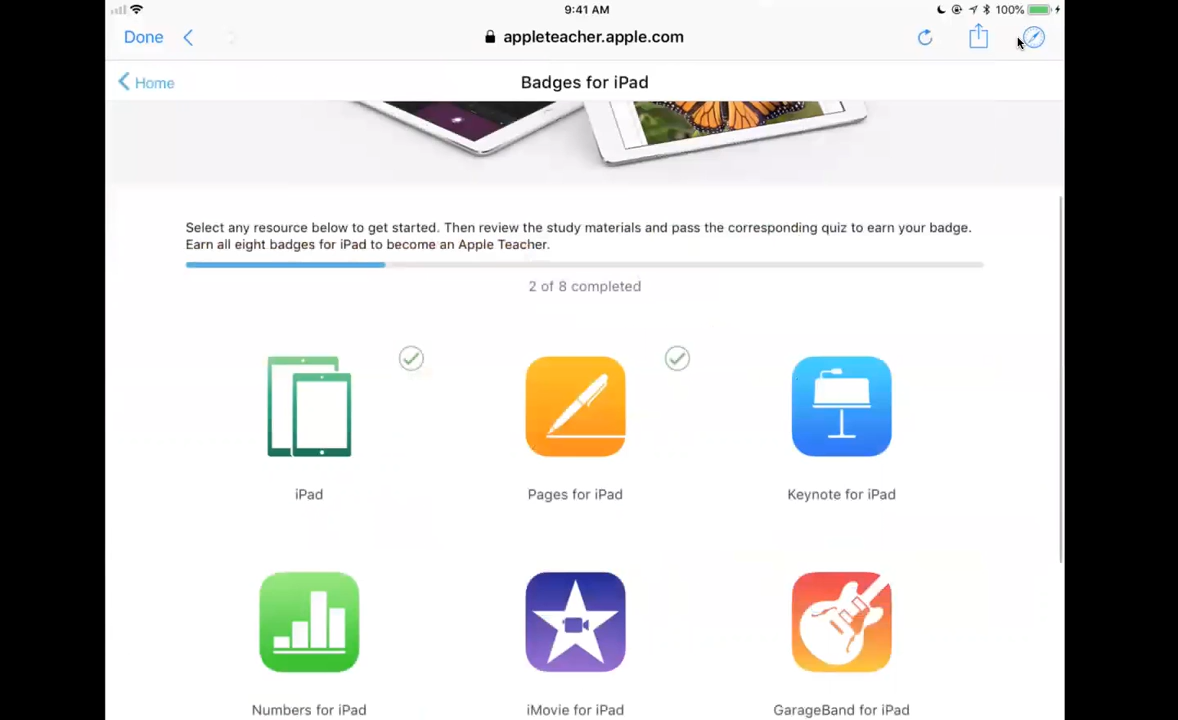 9:41 AM
100%
Done
appleteacher.apple.com
Home
Badges for iPad
Select any resource below to get started. Then review the study materials and pass the corresponding quiz to earn your badge.
Earn all eight badges for iPad to become an Apple Teacher.
2 of 8 completed
iPad
Pages for iPad
Keynote for iPad
Numbers for iPad
iMovie for iPad
GarageBand for iPad